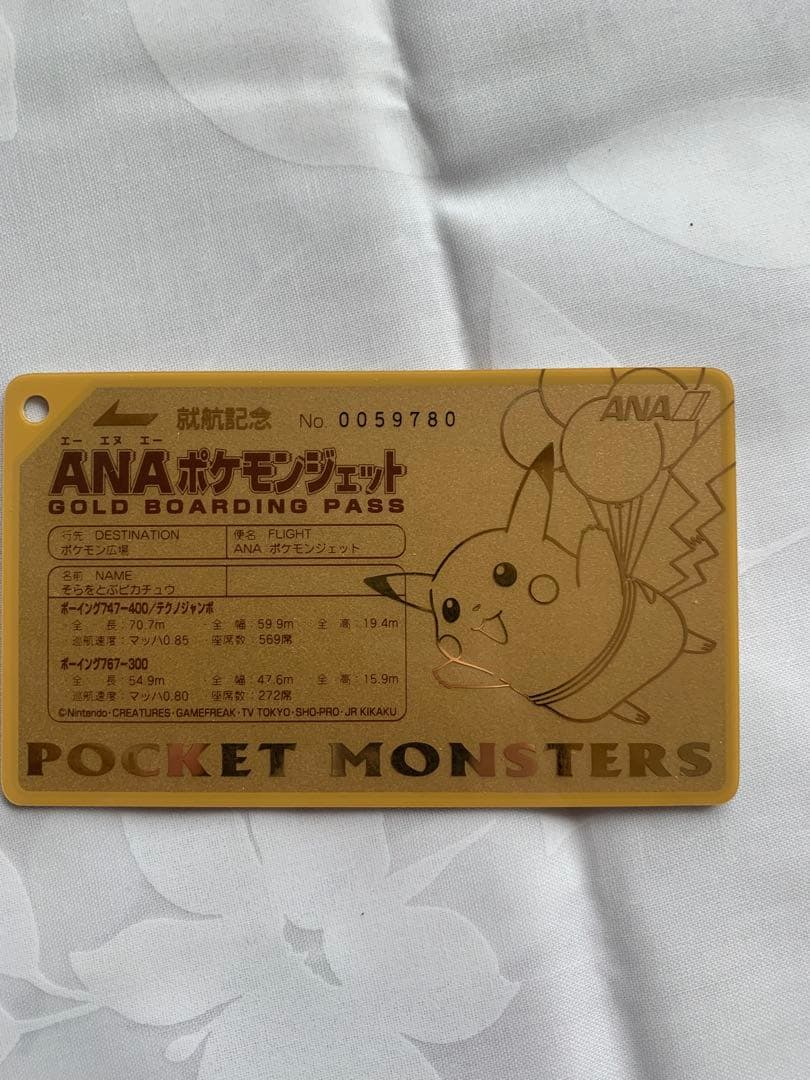 就航記念 No. 0059780
ANA
エー エヌ エー
ANAポケモンジェット
GOLD BOARDING PASS
行先 DESTINATION
ポケモン広場
便名 FLIGHT
ANA ポケモンジェット
名前 NAME
そらをとぶピカチュウ
ボーイング747-400/テクノジャンボ
全 長:70.7m 全 幅:59.9m 全 高:19.4m
巡航速度:マッハ0.85 座席数:569席
ボーイング767-300
全 長:54.9m 全 幅:47.6m 全 高:15.9m
巡航速度:マッハ0.80 座席数:272席
©Nintendo・CREATURES・GAMEFREAK・TV TOKYO・SHO-PRO・JR KIKAKU
POCKET MONSTERS